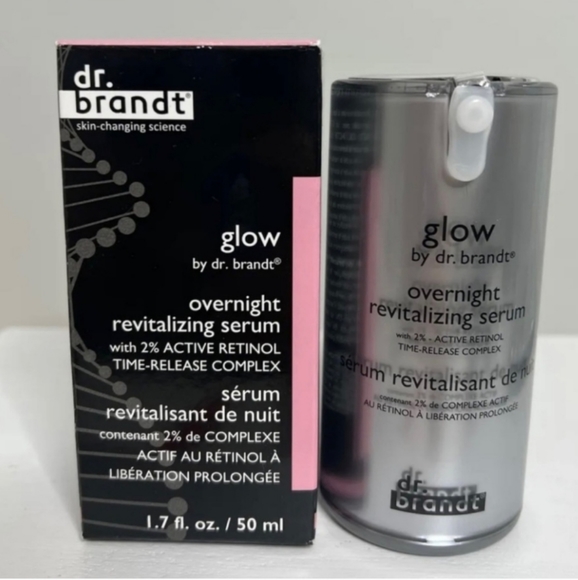 dr.
brandt®
skin-changing science
glow
by dr. brandt®
overnight
revitalizing serum
with 2% ACTIVE RETINOL
TIME-RELEASE COMPLEX
sérum
revitalisant de nuit
contenant 2% de COMPLEXE
ACTIF AU RÉTINOL À
LIBÉRATION PROLONGÉE
1.7 fl. oz. / 50 ml
glow
by dr. brandt®
overnight
revitalizing serum
with 2% - ACTIVE RETINOL
TIME-RELEASE COMPLEX
sérum revitalisant de nui
contenant 2% de COMPLEXE ACTIF
AU RÉTINOL À LIBÉRATION PROLONGÉE
dr.
brandt